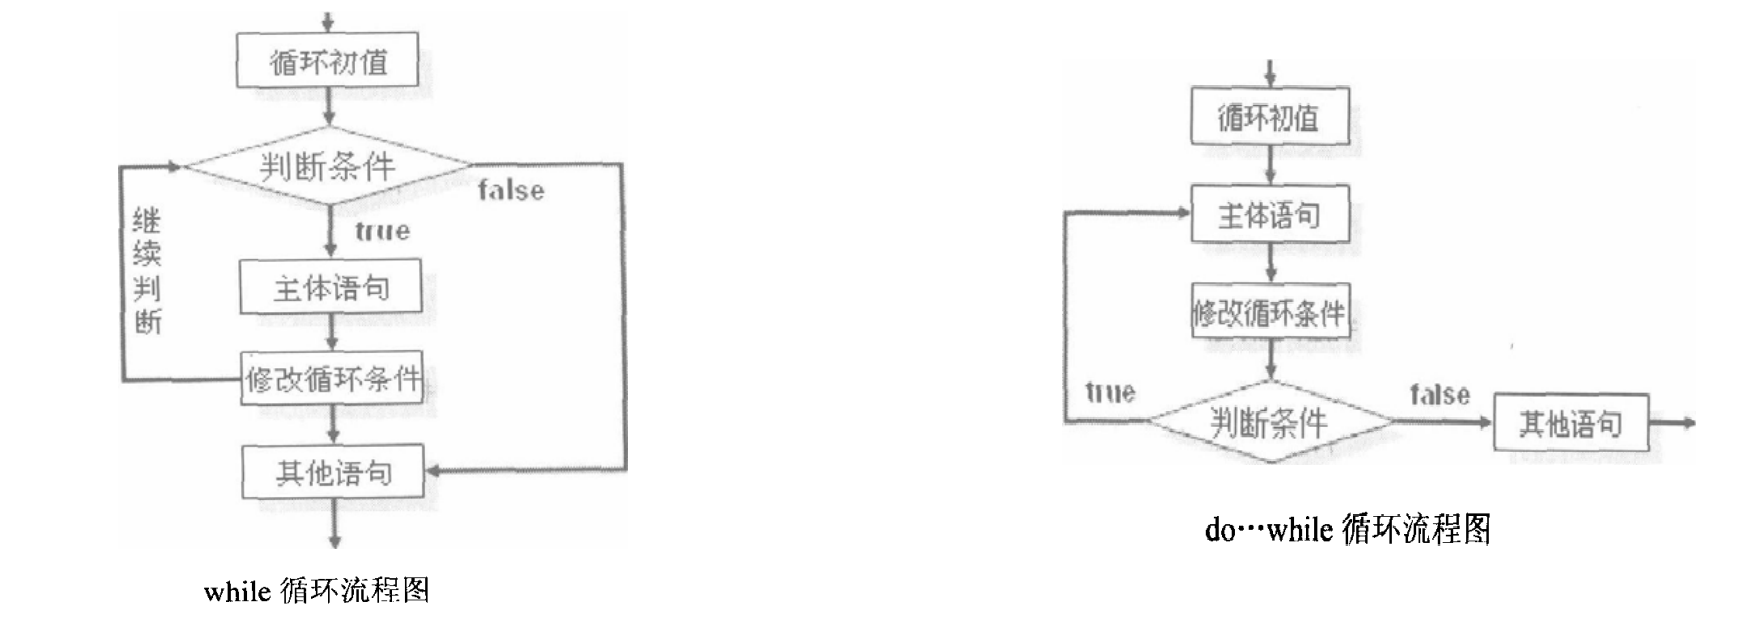 循环初值
判断条件
false
true
继续判断
主体语句
修改循环条件
其他语句
while 循环流程图
循环初值
主体语句
修改循环条件
true
判断条件
false
其他语句
do…while 循环流程图